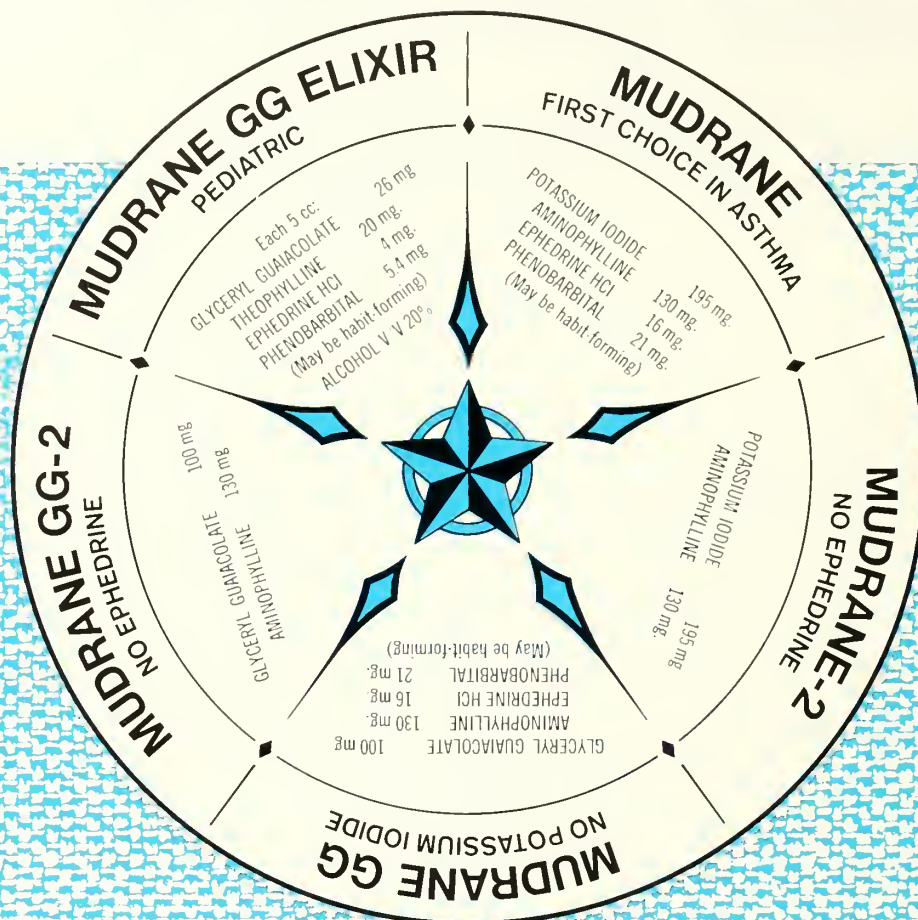 MUDRANE GG ELIXIR
PEDIATRIC
Each 5 cc:
GLYCERYL GUAIACOLATE 26 mg
THEOPHYLLINE 20 mg.
EPHEDRINE HCl 4 mg.
PHENOBARBITAL 5.4 mg
(May be habit-forming)
ALCOHOL V/V 20%
MUDRANE
FIRST CHOICE IN ASTHMA
POTASSIUM IODIDE 195 mg.
AMINOPHYLLINE 130 mg.
EPHEDRINE HCl 16 mg.
PHENOBARBITAL 21 mg.
(May be habit-forming)
MUDRANE-2
NO EPHEDRINE
POTASSIUM IODIDE 195 mg
AMINOPHYLLINE 130 mg.
MUDRANE GG
NO POTASSIUM IODIDE
GLYCERYL GUAIACOLATE 100 mg
AMINOPHYLLINE 130 mg.
EPHEDRINE HCl 16 mg.
PHENOBARBITAL 21 mg.
(May be habit-forming)
MUDRANE GG-2
NO EPHEDRINE
GLYCERYL GUAIACOLATE 100 mg
AMINOPHYLLINE 130 mg